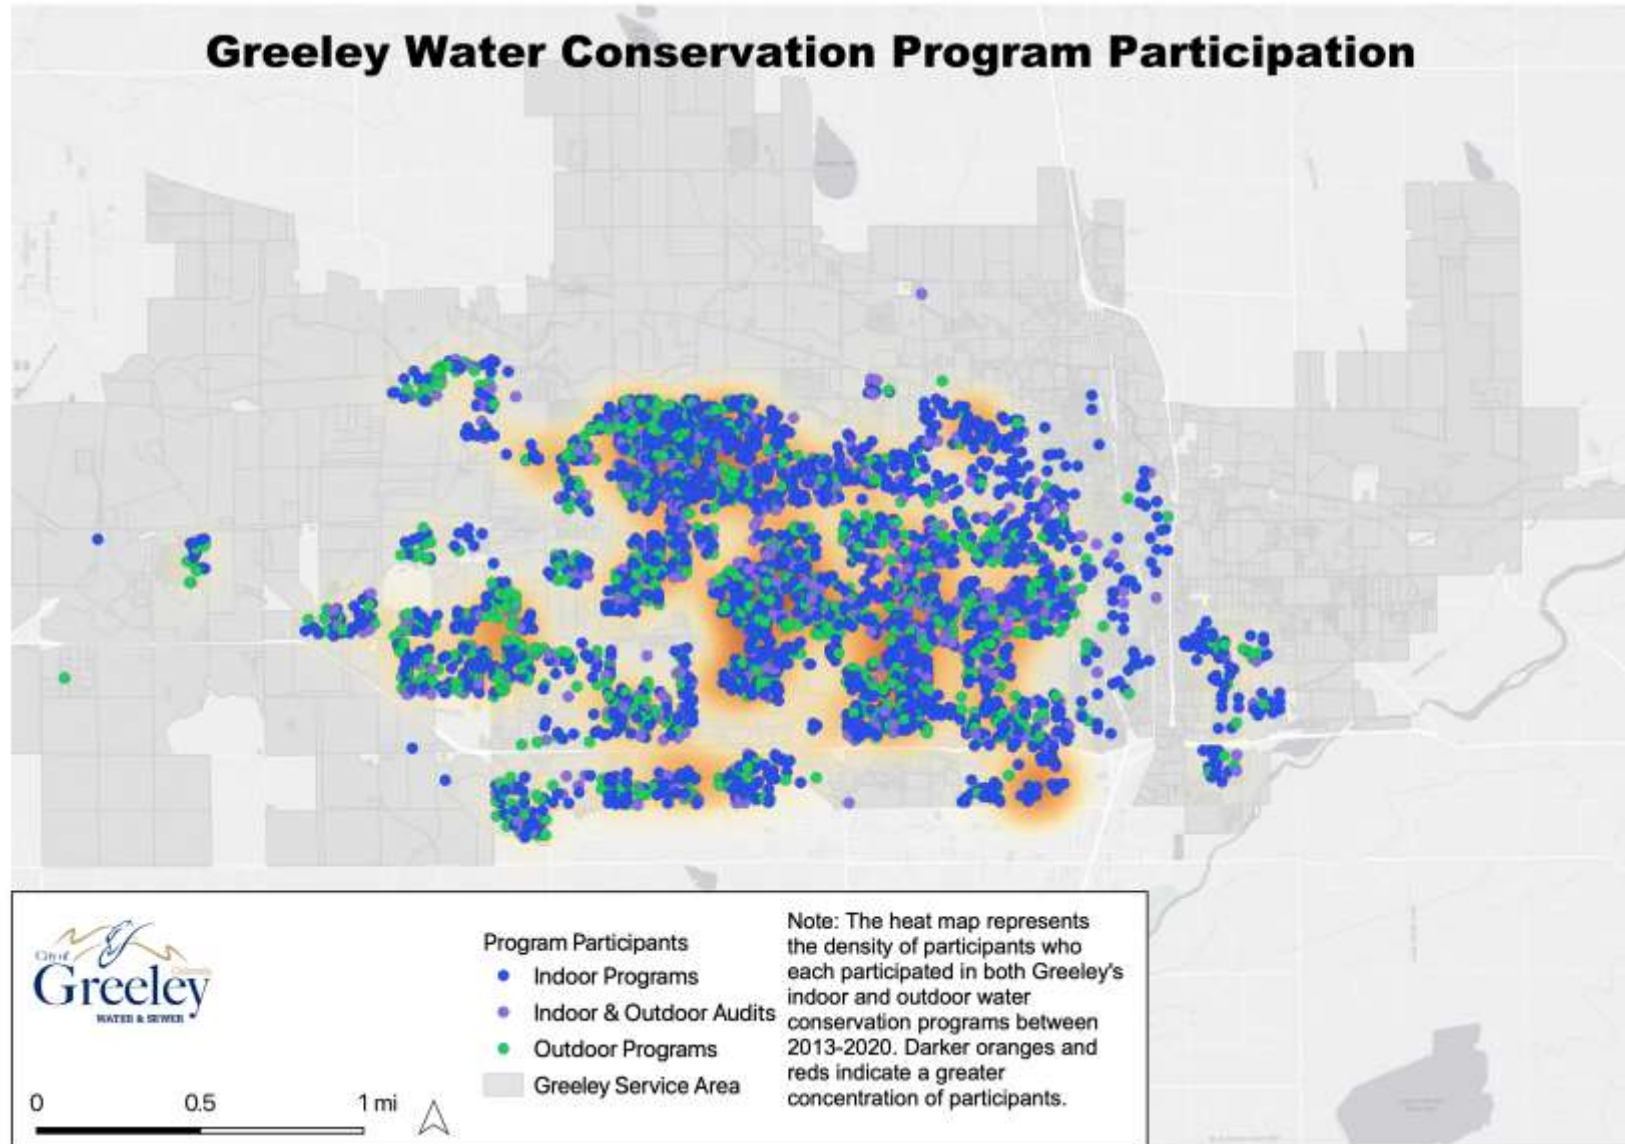 Greeley Water Conservation Program Participation
City of
Greeley
Colorado
WATER & SEWER
0 0.5 1 mi
Program Participants
Indoor Programs
Indoor & Outdoor Audits
Outdoor Programs
Greeley Service Area
Note: The heat map represents
the density of participants who
each participated in both Greeley's
indoor and outdoor water
conservation programs between
2013-2020. Darker oranges and
reds indicate a greater
concentration of participants.